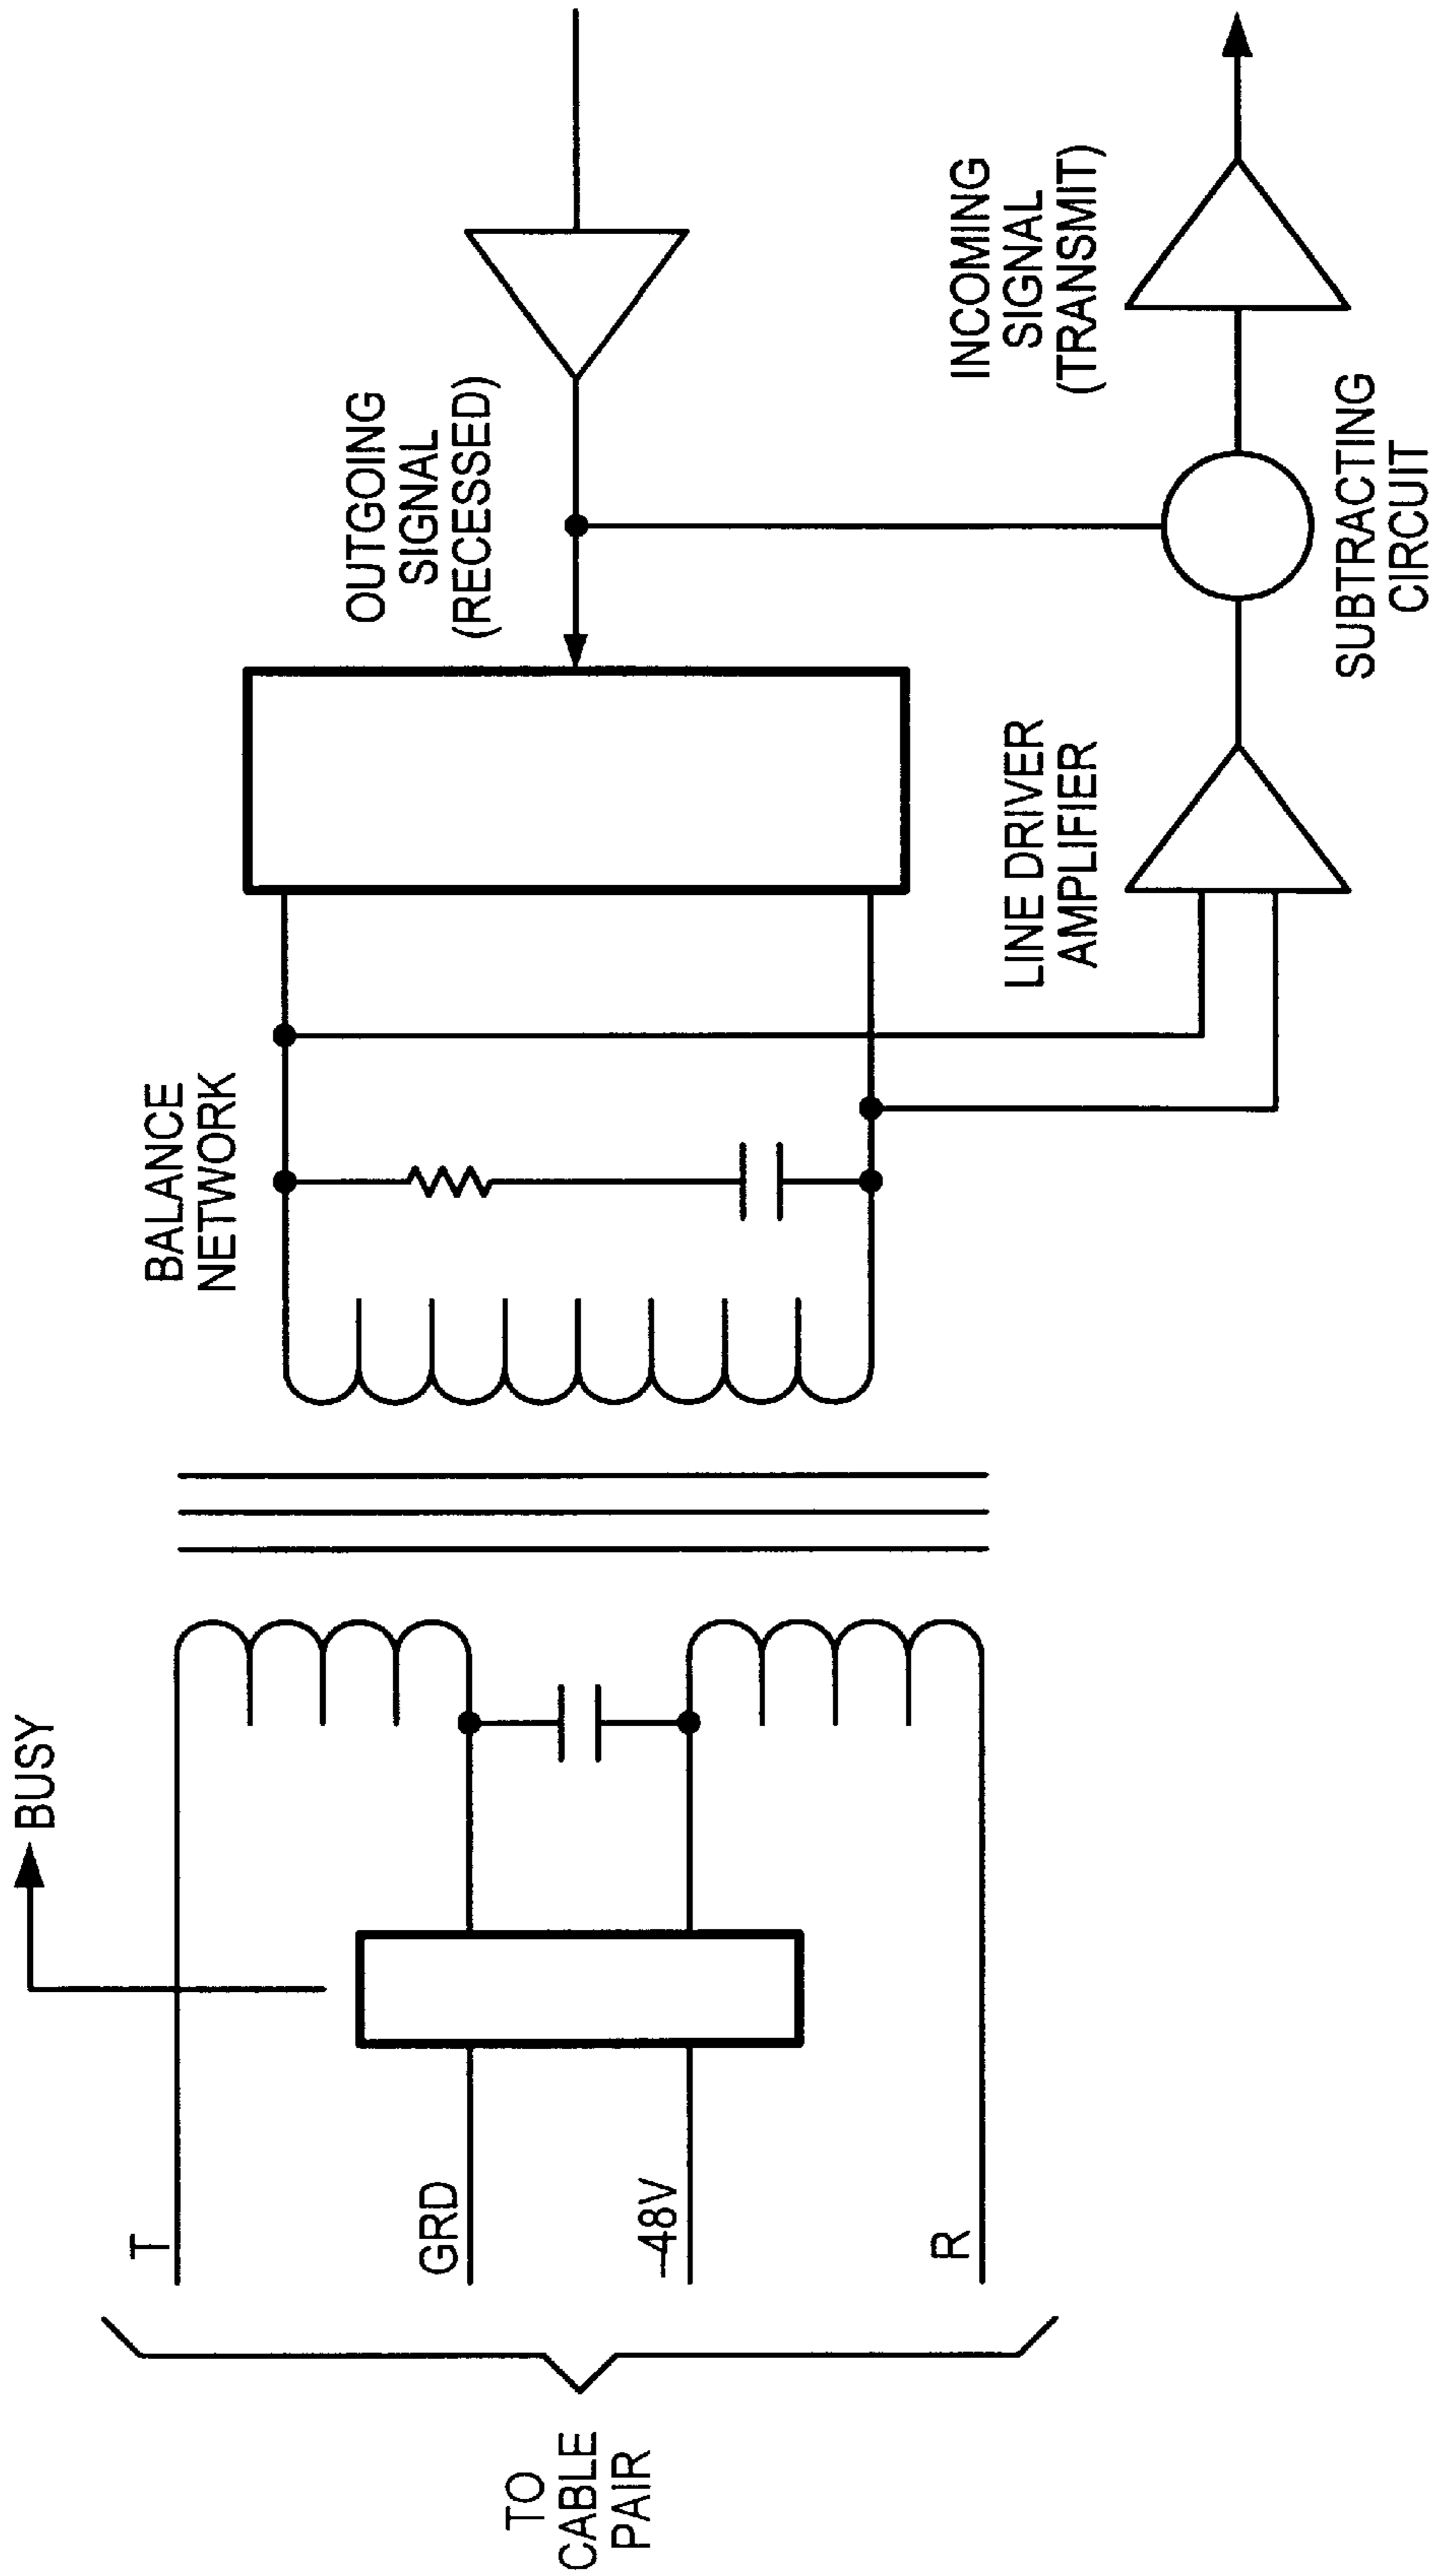 TO
CABLE
PAIR
T
GRD
-48V
R
BUSY
BALANCE
NETWORK
OUTGOING
SIGNAL
(RECESSED)
LINE DRIVER
AMPLIFIER
INCOMING
SIGNAL
(TRANSMIT)
SUBTRACTING
CIRCUIT